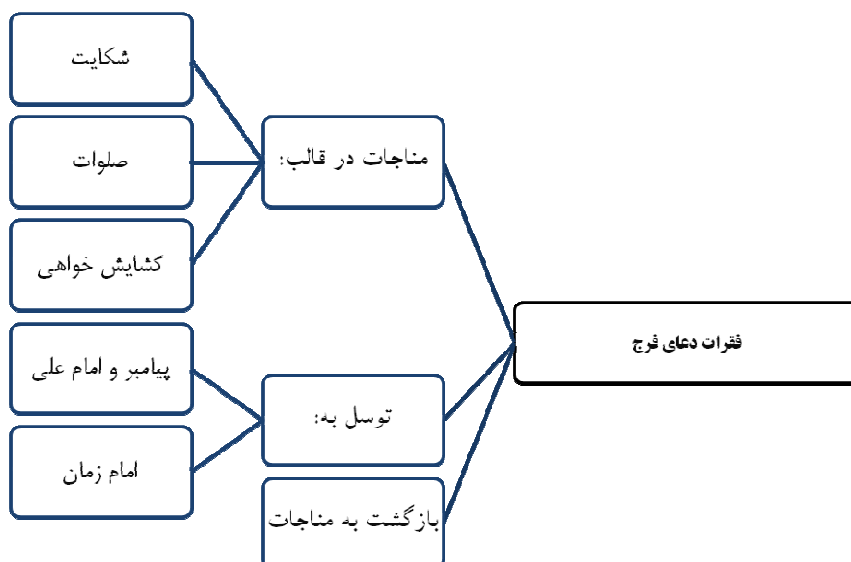 فقرات دعای فرج
مناجات در قالب:
شکایت
صلوات
کشایش خواهی
توسل به:
پیامبر و امام علی
امام زمان
بازگشت به مناجات